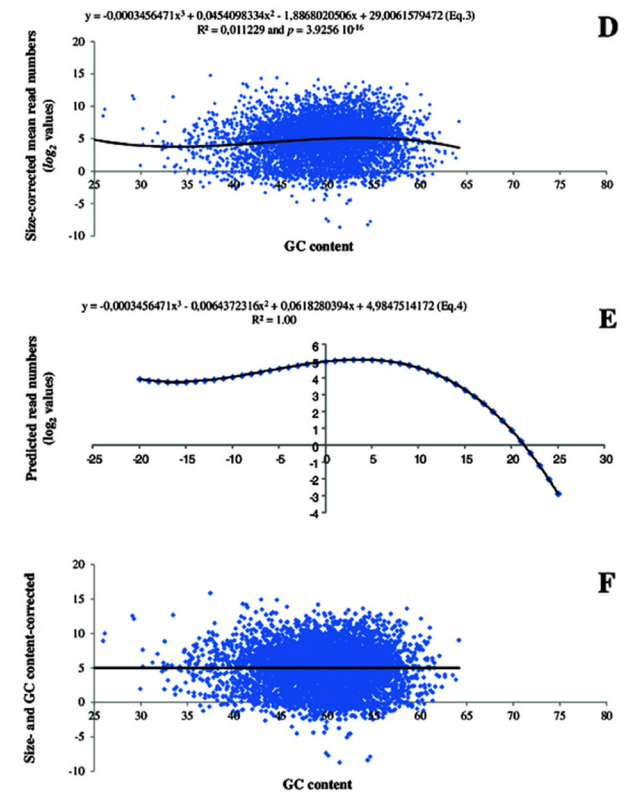 y = -0,0003456471x³ + 0,0454098334x² - 1,8868020506x + 29,0061579472 (Eq.3)
R² = 0,011229 and p = 3.9256 10⁻¹⁶
D
Size-corrected mean read numbers
(log₂ values)
20
15
10
5
0
-5
-10
25 30 35 40 45 50 55 60 65 70 75 80
GC content
y = -0,0003456471x³ - 0,0064372316x² + 0,0618280394x + 4,9847514172 (Eq.4)
R² = 1.00
E
Predicted read numbers
(log₂ values)
6
5
4
3
2
1
0
-1
-2
-3
-4
-25 -20 -15 -10 -5 0 5 10 15 20 25 30
F
Size- and GC content-corrected
20
15
10
5
0
-5
-10
25 30 35 40 45 50 55 60 65 70 75 80
GC content